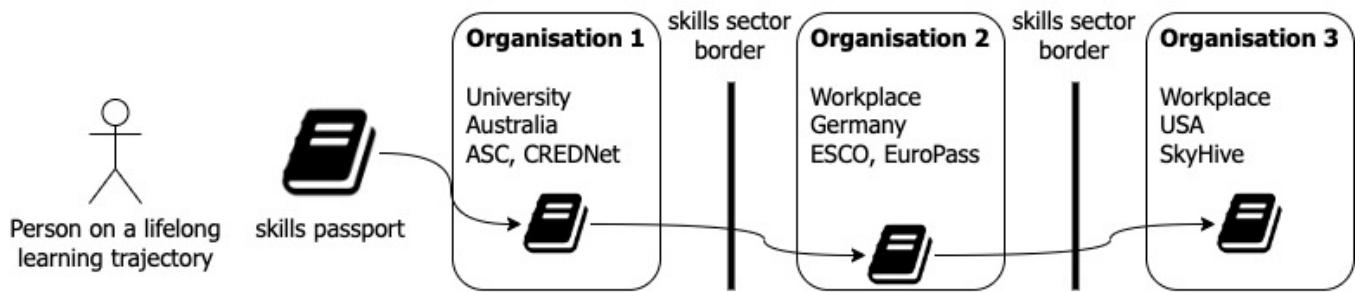 Person on a lifelong
learning trajectory
skills passport
Organisation 1
University
Australia
ASC, CREDNet
skills sector
border
Organisation 2
Workplace
Germany
ESCO, EuroPass
skills sector
border
Organisation 3
Workplace
USA
SkyHive